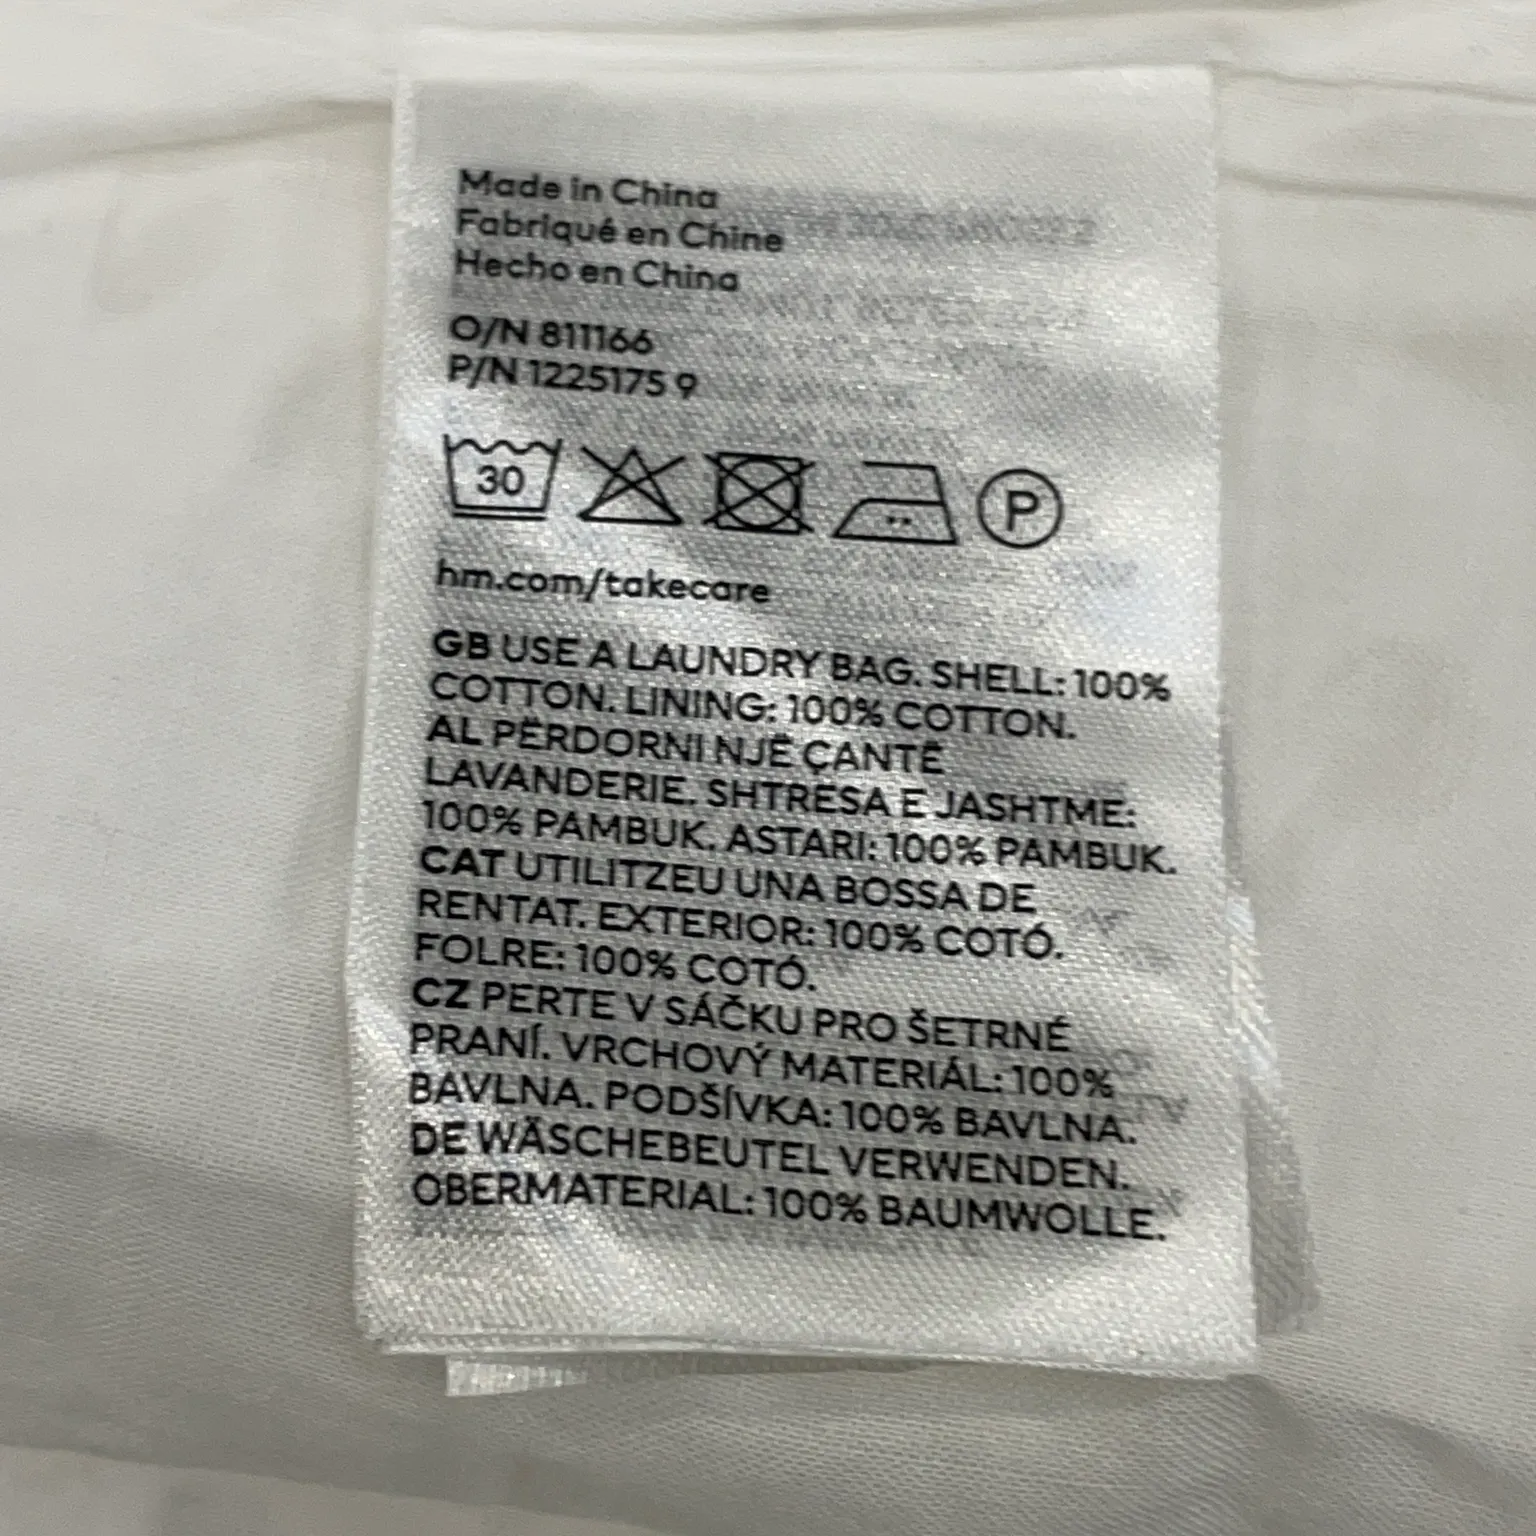 Made in China
Fabriqué en Chine
Hecho en China
O/N 811166
P/N 1225175 9
30
P
hm.com/takecare
GB USE A LAUNDRY BAG. SHELL: 100%
COTTON. LINING: 100% COTTON.
AL PËRDORNI NJË ÇANTË
LAVANDERIE. SHTRESA E JASHTME:
100% PAMBUK. ASTARI: 100% PAMBUK.
CAT UTILITZEU UNA BOSSA DE
RENTAT. EXTERIOR: 100% COTÓ.
FOLRE: 100% COTÓ.
CZ PERTE V SÁČKU PRO ŠETRNÉ
PRANÍ. VRCHOVÝ MATERIÁL: 100%
BAVLNA. PODŠÍVKA: 100% BAVLNA.
DE WÄSCHEBEUTEL VERWENDEN.
OBERMATERIAL: 100% BAUMWOLLE.